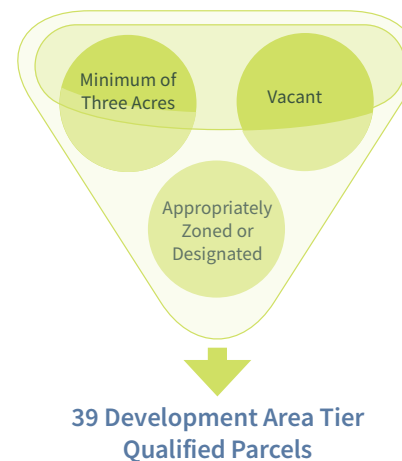 Minimum of
Three Acres
Vacant
Appropriately
Zoned or
Designated
39 Development Area Tier
Qualified Parcels